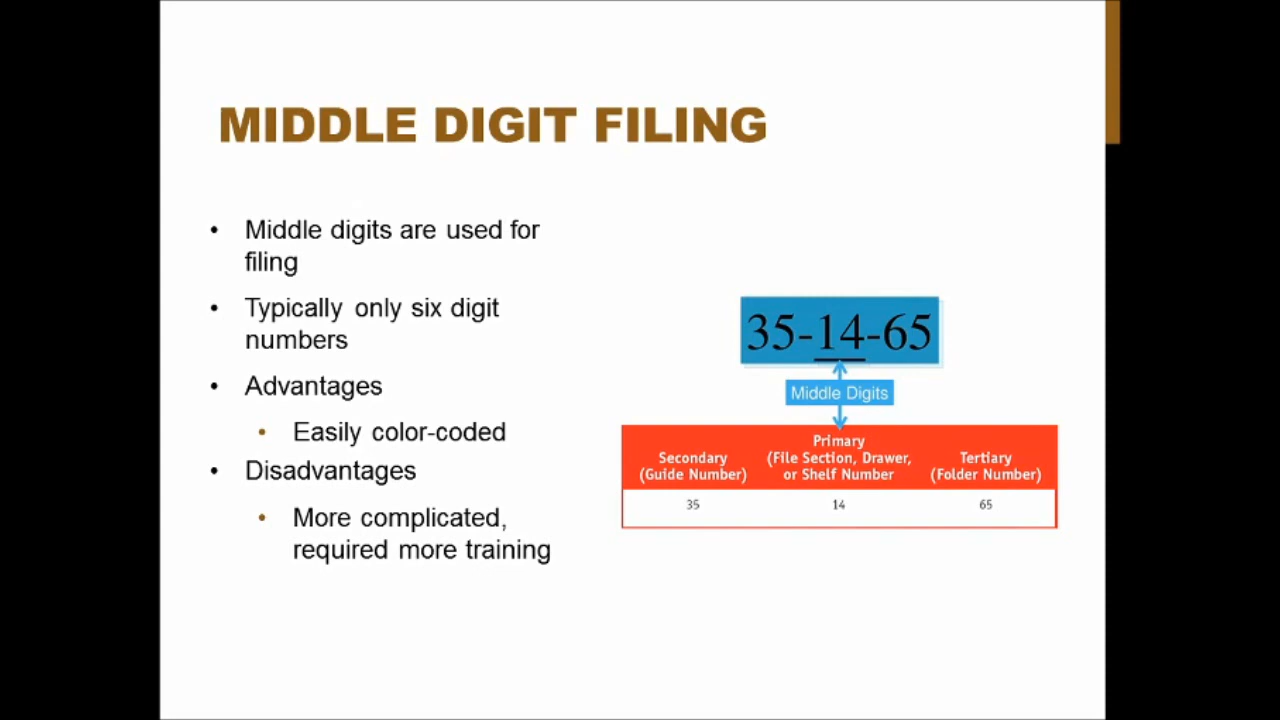 MIDDLE DIGIT FILING
• Middle digits are used for
filing
• Typically only six digit
numbers
• Advantages
• Easily color-coded
• Disadvantages
• More complicated,
required more training
35-14-65
Middle Digits
Secondary
(Guide Number)
Primary
(File Section, Drawer,
or Shelf Number
Tertiary
(Folder Number)
35
14
65